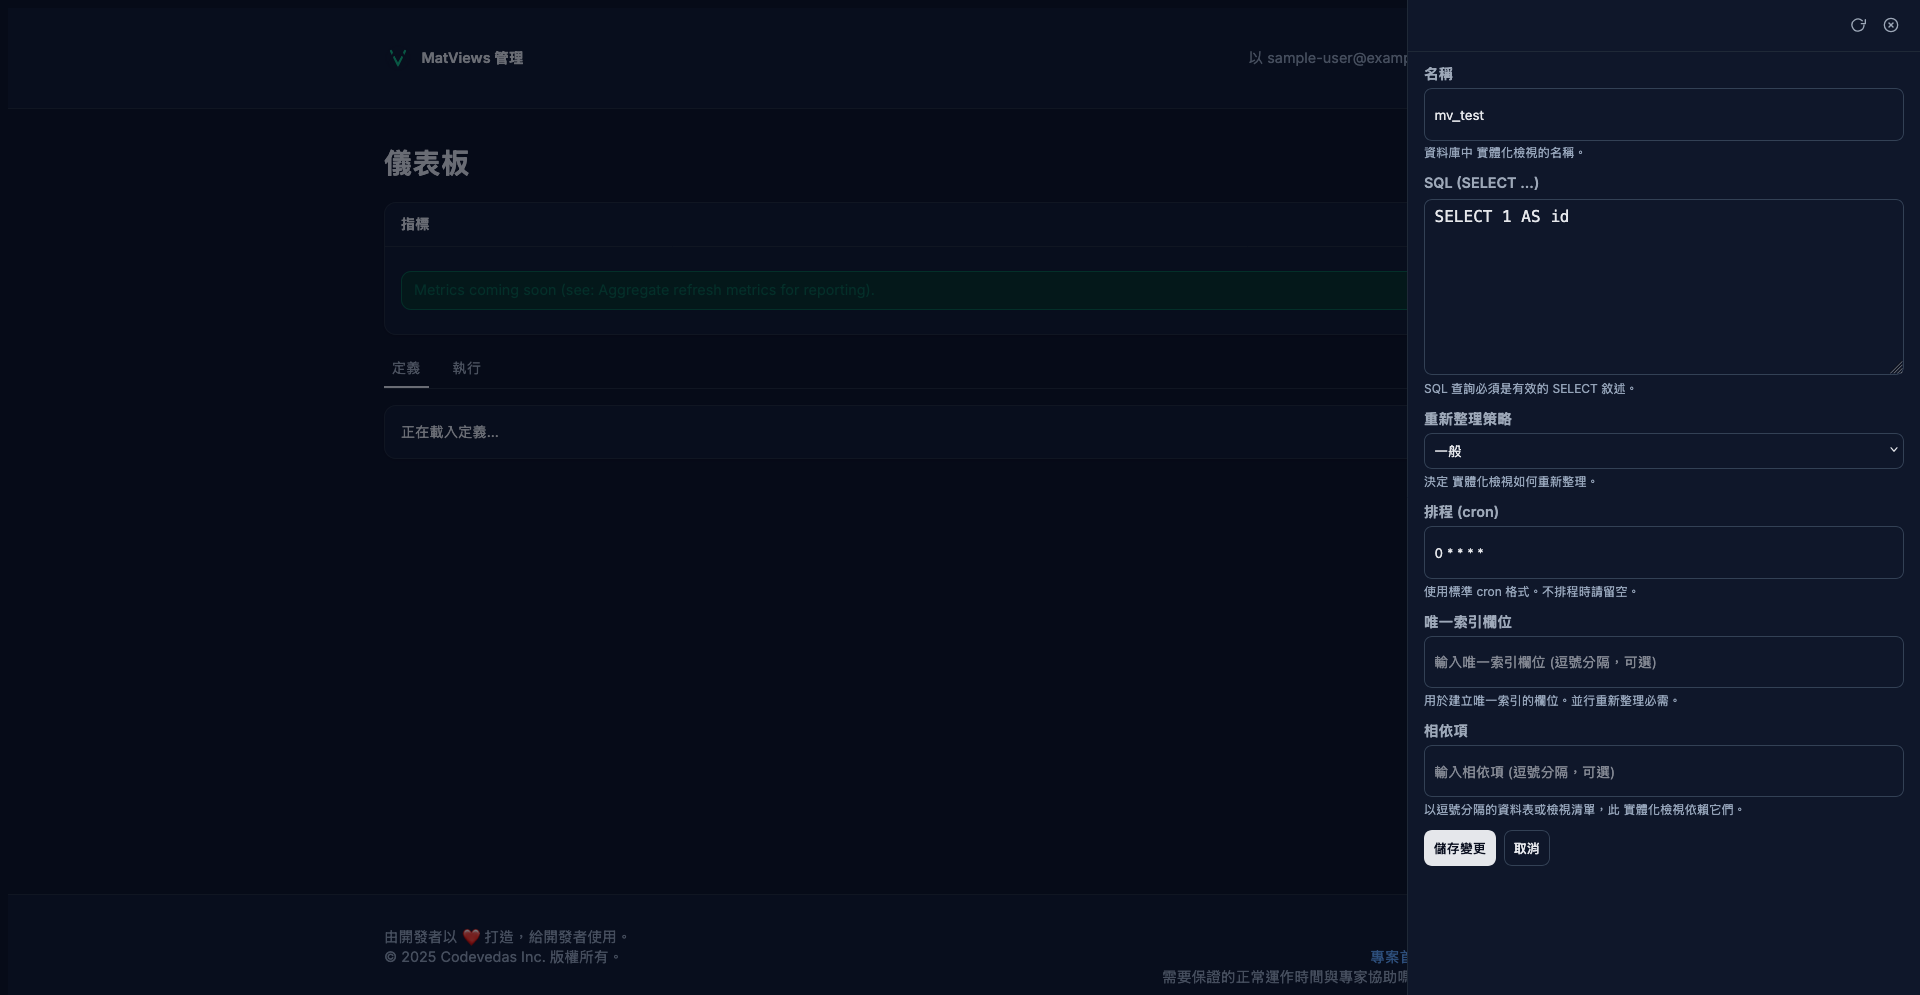 MatViews 管理
以 sample-user@examp
儀表板
指標
Metrics coming soon (see: Aggregate refresh metrics for reporting).
定義
執行
正在載入定義...
由開發者以 ❤️ 打造，給開發者使用。
© 2025 Codevedas Inc. 版權所有。
專案首
需要保證的正常運作時間與專家協助嗎
名稱
mv_test
資料庫中 實體化檢視的名稱。
SQL (SELECT ...)
SELECT 1 AS id
SQL 查詢必須是有效的 SELECT 敘述。
重新整理策略
一般
決定 實體化檢視如何重新整理。
排程 (cron)
0 * * * *
使用標準 cron 格式。不排程時請留空。
唯一索引欄位
輸入唯一索引欄位 (逗號分隔，可選)
用於建立唯一索引的欄位。並行重新整理必需。
相依項
輸入相依項 (逗號分隔，可選)
以逗號分隔的資料表或檢視清單，此 實體化檢視依賴它們。
儲存變更
取消